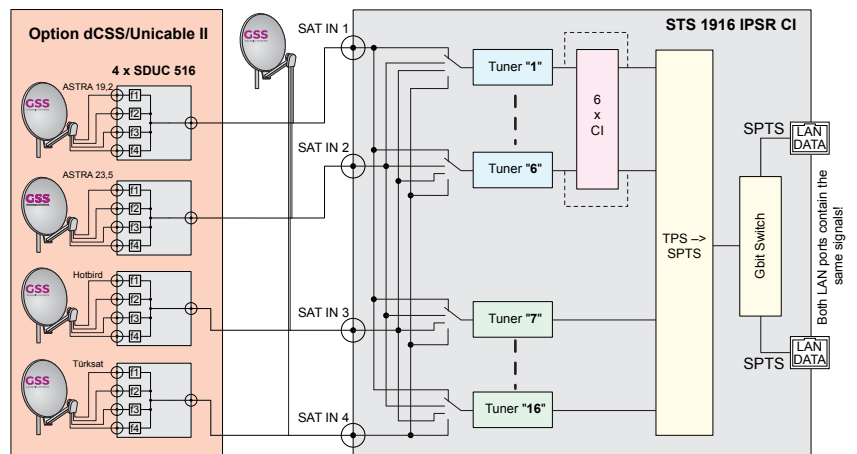 Option dCSS/Unicable II
4 x SDUC 516
ASTRA 19,2
GSS
f1
f2
f3
f4
ASTRA 23,5
GSS
f1
f2
f3
f4
Hotbird
GSS
f1
f2
f3
f4
Türksat
GSS
f1
f2
f3
f4
GSS
SAT IN 1
SAT IN 2
SAT IN 3
SAT IN 4
STS 1916 IPSR CI
Tuner "1"
Tuner "6"
Tuner "7"
Tuner "16"
6
x
CI
TPS –>
SPTS
Gbit Switch
SPTS
LAN
DATA
SPTS
LAN
DATA
Both LAN ports contain the
same signals!